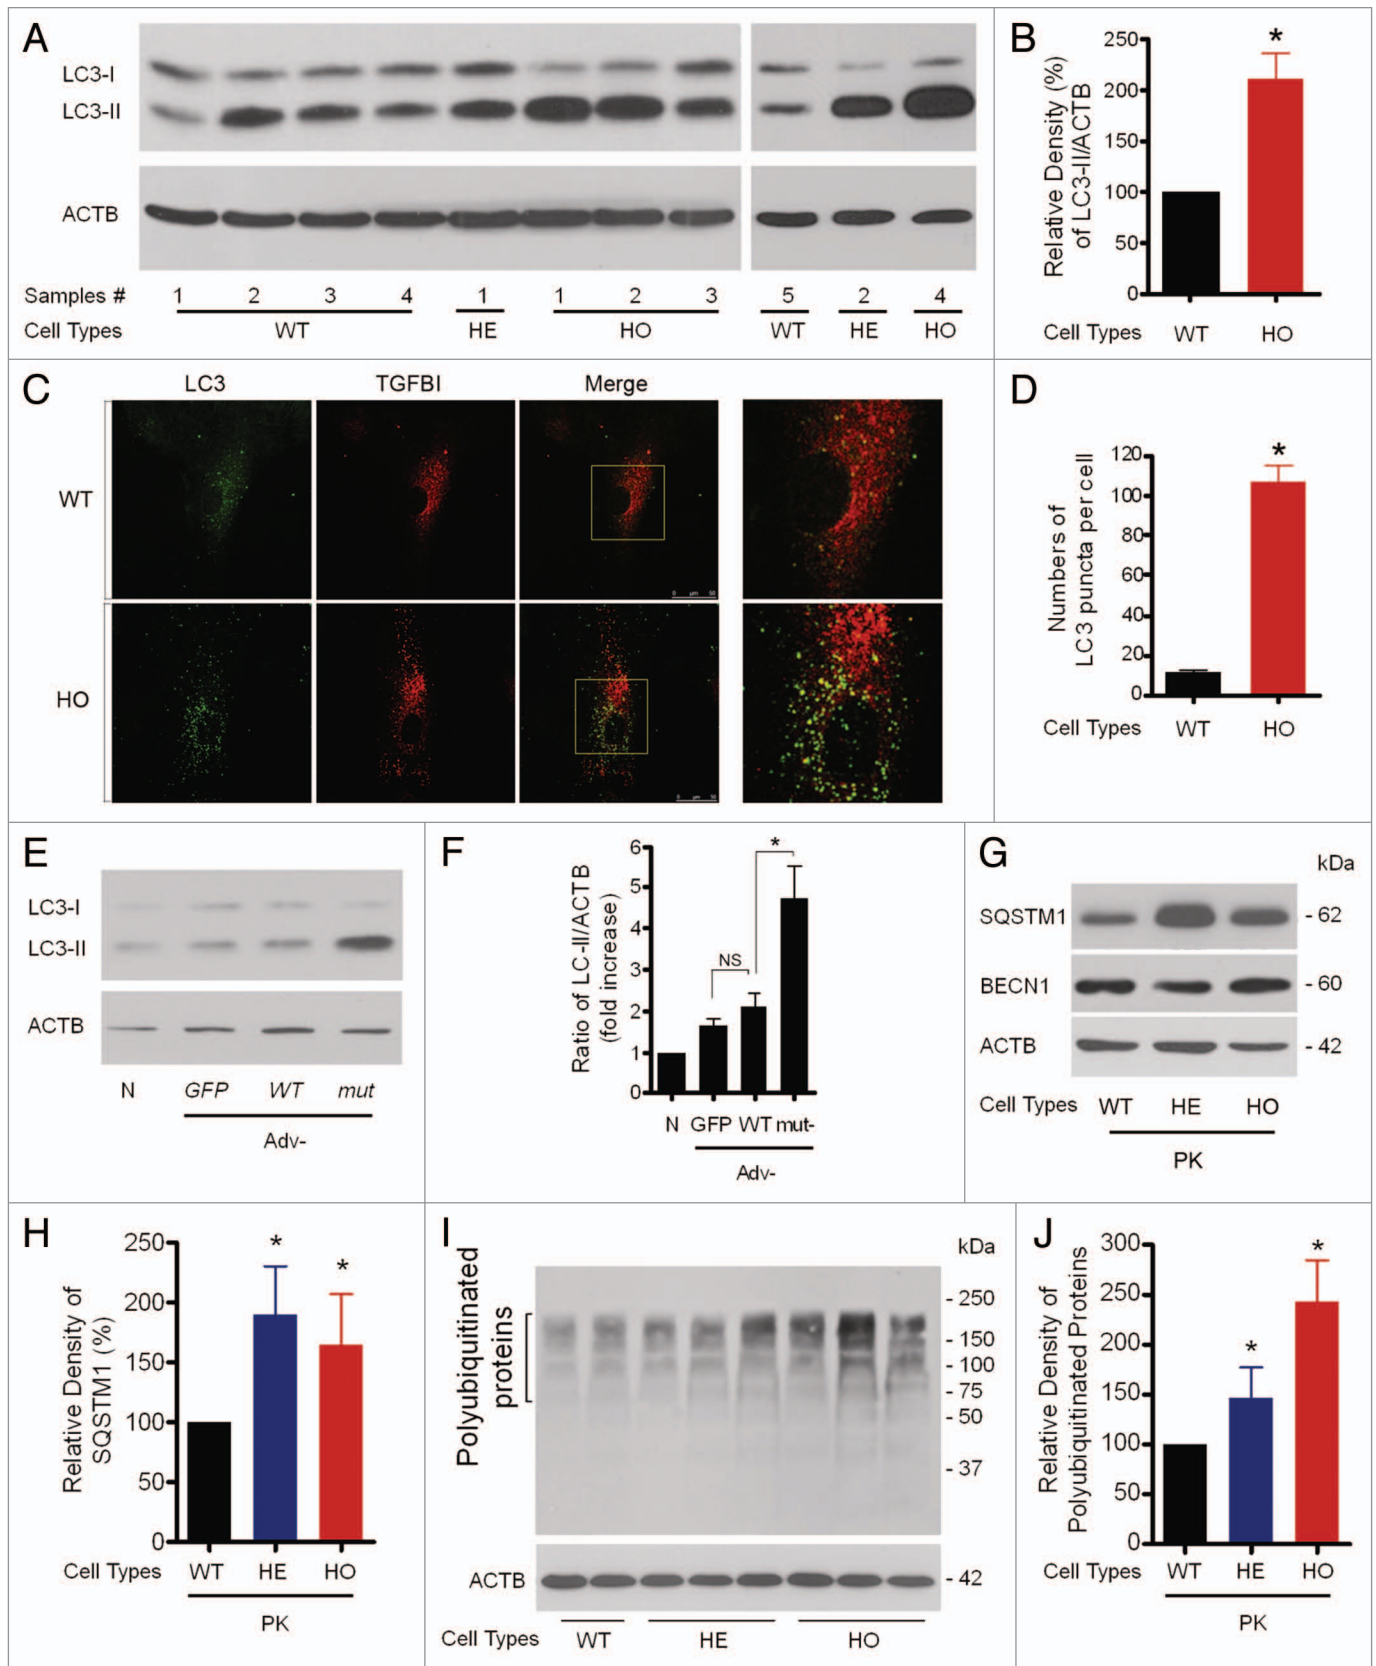 A
LC3-I
LC3-II
ACTB
Samples # 1 2 3 4 1 1 2 3 5 2 4
Cell Types WT HE HO WT HE HO
B
Relative Density (%)
of LC3-II/ACTB
250
200
150
100
50
0
*
Cell Types WT HO
C
LC3 TGFBI Merge
WT
HO
0 µm 50
0 µm 50
D
Numbers of
LC3 puncta per cell
120
100
80
60
40
20
0
*
Cell Types WT HO
E
LC3-I
LC3-II
ACTB
N GFP WT mut
Adv-
F
Ratio of LC-II/ACTB
(fold increase)
6
5
4
3
2
1
0
NS
*
N GFP WT mut-
Adv-
G
kDa
SQSTM1 - 62
BECN1 - 60
ACTB - 42
Cell Types WT HE HO
PK
H
Relative Density of
SQSTM1 (%)
250
200
150
100
50
0
* *
Cell Types WT HE HO
PK
I
Polyubiquitinated
proteins
kDa
- 250
- 150
- 100
- 75
- 50
- 37
ACTB - 42
Cell Types WT HE HO
J
Relative Density of
Polyubiquitinated Proteins
300
250
200
150
100
50
0
* *
Cell Types WT HE HO
PK